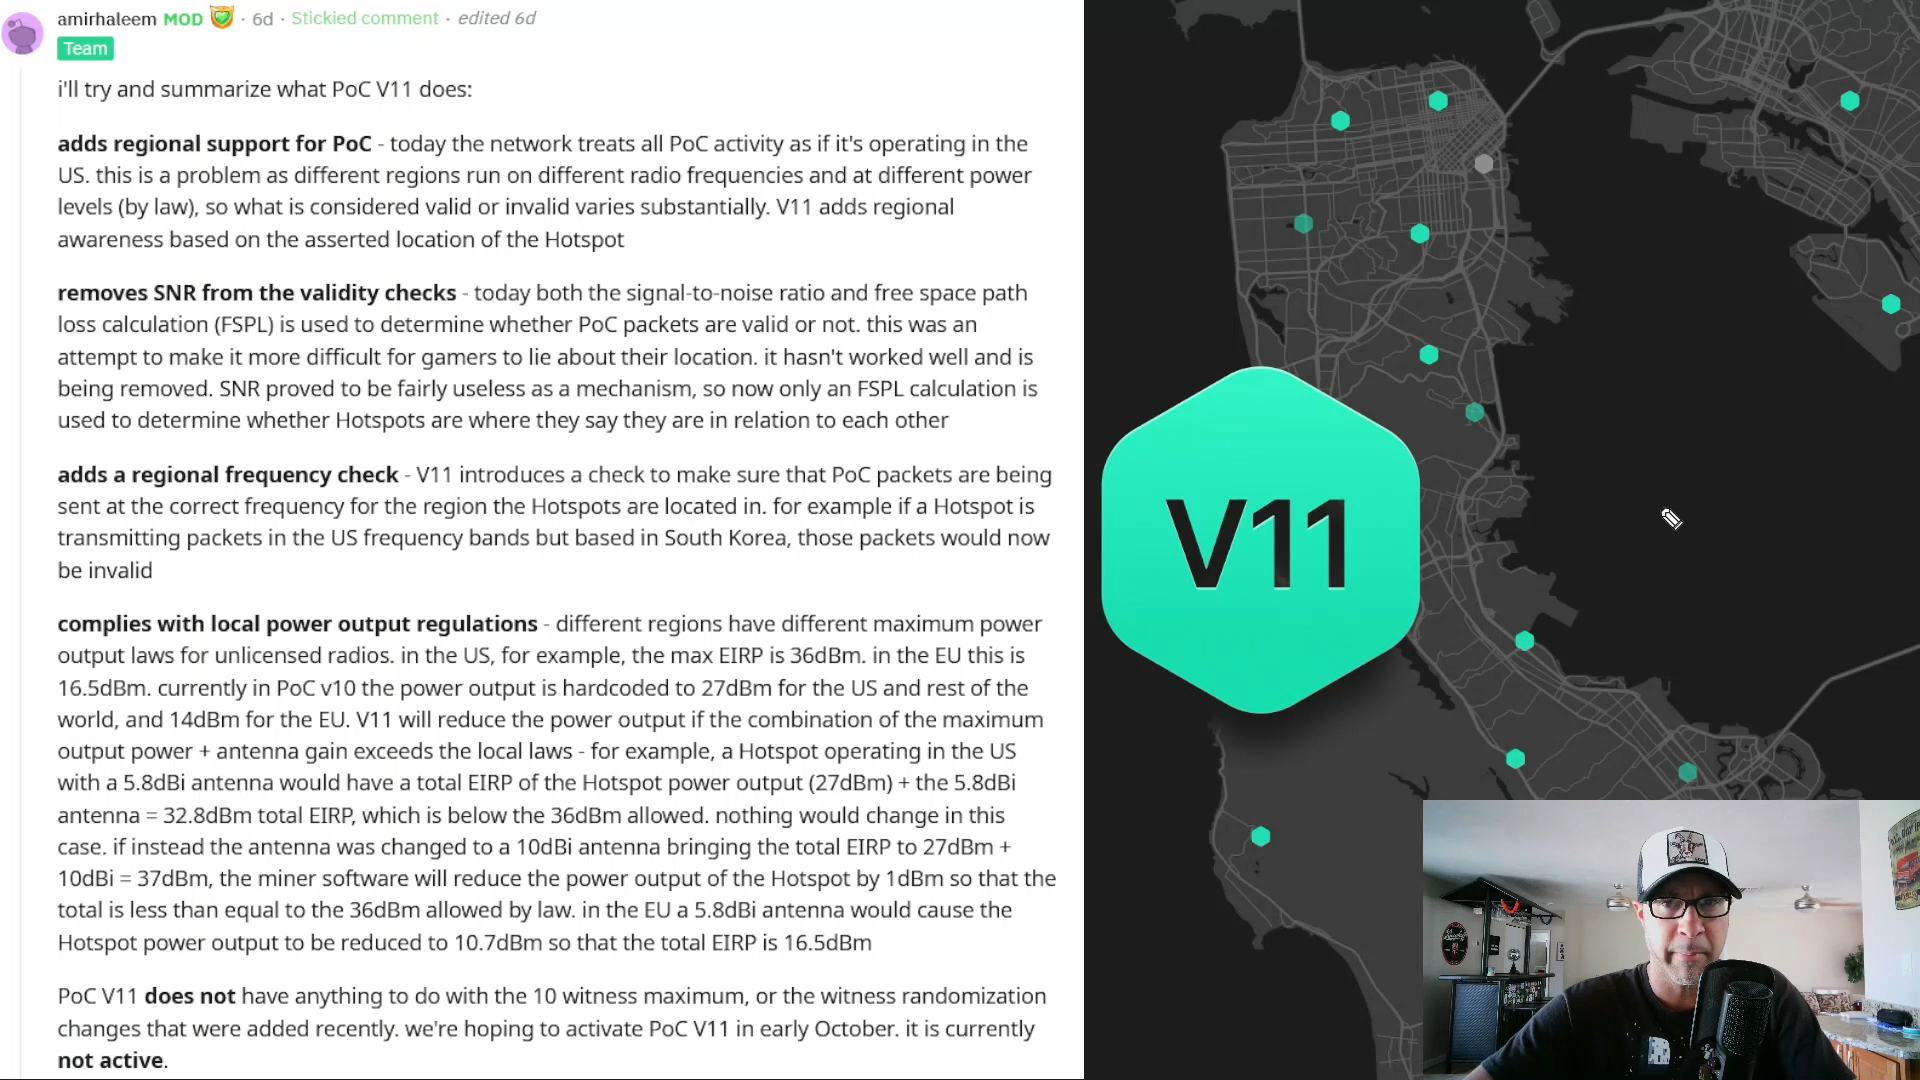 amirhaleem MOD · 6d · Stickied comment · edited 6d
Team
i'll try and summarize what PoC V11 does:
adds regional support for PoC - today the network treats all PoC activity as if it's operating in the
US. this is a problem as different regions run on different radio frequencies and at different power
levels (by law), so what is considered valid or invalid varies substantially. V11 adds regional
awareness based on the asserted location of the Hotspot
removes SNR from the validity checks - today both the signal-to-noise ratio and free space path
loss calculation (FSPL) is used to determine whether PoC packets are valid or not. this was an
attempt to make it more difficult for gamers to lie about their location. it hasn't worked well and is
being removed. SNR proved to be fairly useless as a mechanism, so now only an FSPL calculation is
used to determine whether Hotspots are where they say they are in relation to each other
adds a regional frequency check - V11 introduces a check to make sure that PoC packets are being
sent at the correct frequency for the region the Hotspots are located in. for example if a Hotspot is
transmitting packets in the US frequency bands but based in South Korea, those packets would now
be invalid
complies with local power output regulations - different regions have different maximum power
output laws for unlicensed radios. in the US, for example, the max EIRP is 36dBm. in the EU this is
16.5dBm. currently in PoC v10 the power output is hardcoded to 27dBm for the US and rest of the
world, and 14dBm for the EU. V11 will reduce the power output if the combination of the maximum
output power + antenna gain exceeds the local laws - for example, a Hotspot operating in the US
with a 5.8dBi antenna would have a total EIRP of the Hotspot power output (27dBm) + the 5.8dBi
antenna = 32.8dBm total EIRP, which is below the 36dBm allowed. nothing would change in this
case. if instead the antenna was changed to a 10dBi antenna bringing the total EIRP to 27dBm +
10dBi = 37dBm, the miner software will reduce the power output of the Hotspot by 1dBm so that the
total is less than equal to the 36dBm allowed by law. in the EU a 5.8dBi antenna would cause the
Hotspot power output to be reduced to 10.7dBm so that the total EIRP is 16.5dBm
PoC V11 does not have anything to do with the 10 witness maximum, or the witness randomization
changes that were added recently. we're hoping to activate PoC V11 in early October. it is currently
not active.
V11